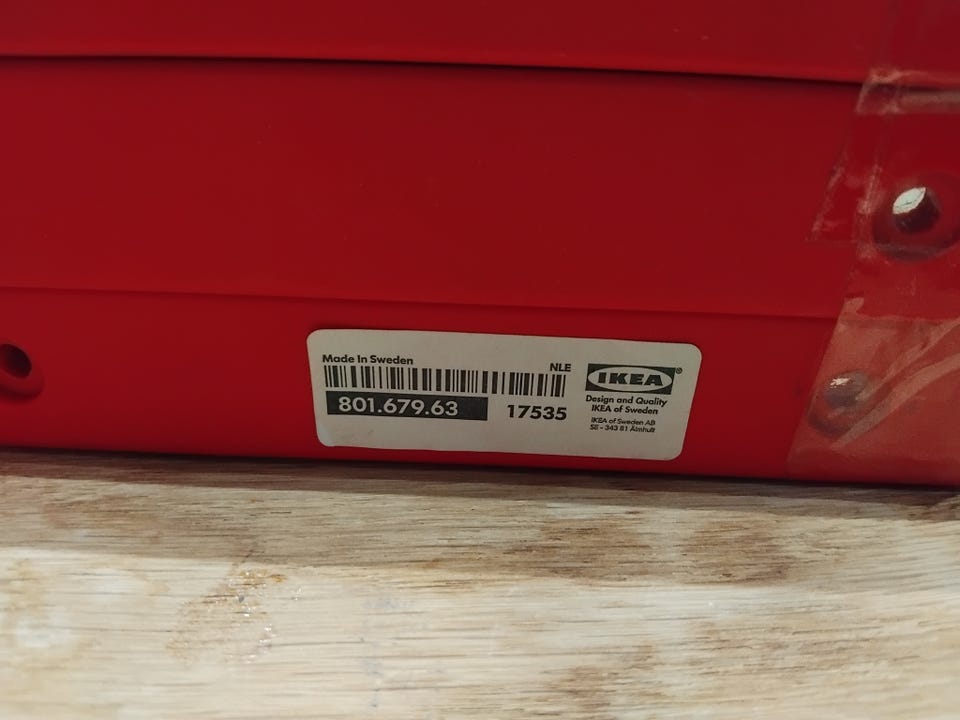 Made In Sweden
NLE
801.679.63
17535
IKEA
Design and Quality
IKEA of Sweden
IKEA of Sweden AB
SE - 343 81 Älmhult